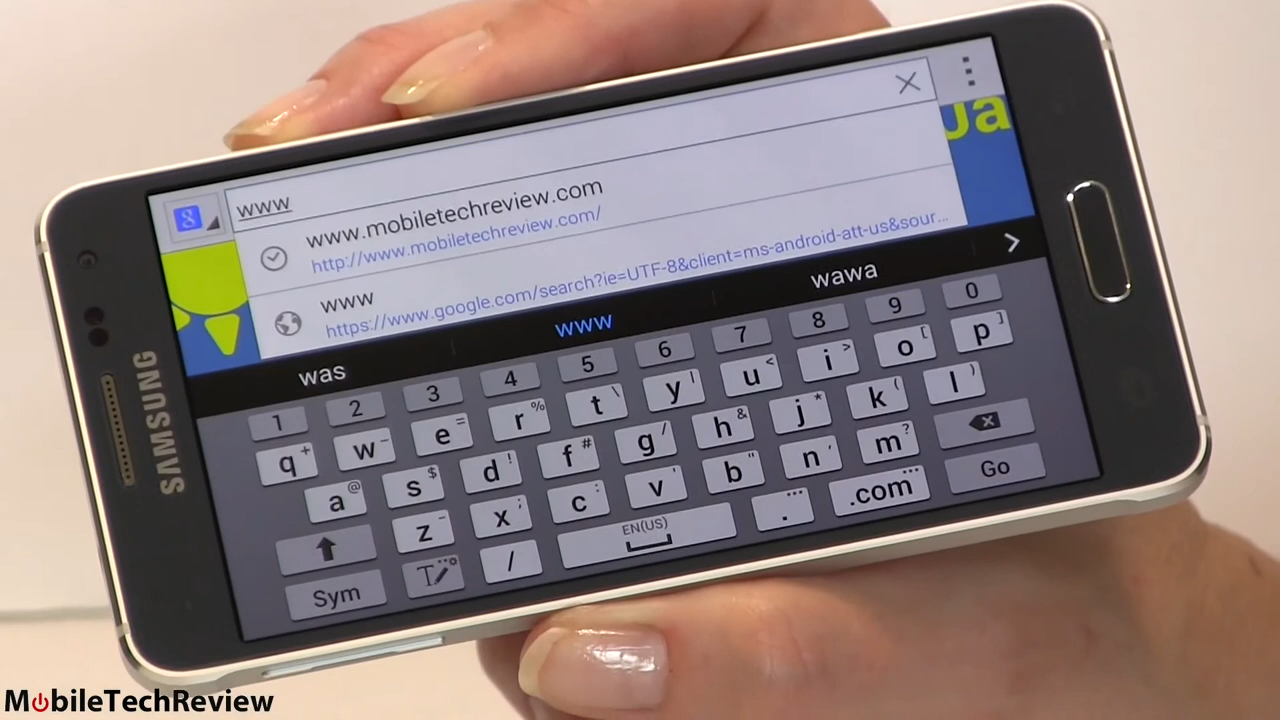 www
www.mobiletechreview.com
http://www.mobiletechreview.com/
www
https://www.google.com/search?ie=UTF-8&client=ms-android-att-us&sour...
ua
8
was www wawa >
1 2 3 4 5 6 7 8 9 0
q+ w e= r% t\ y| u< i> o[ p]
a@ s$ d! f# g/ h& j* k( l)
z x; c: v' b" n m?
Sym / EN(US) . .com Go
SAMSUNG
MobileTechReview